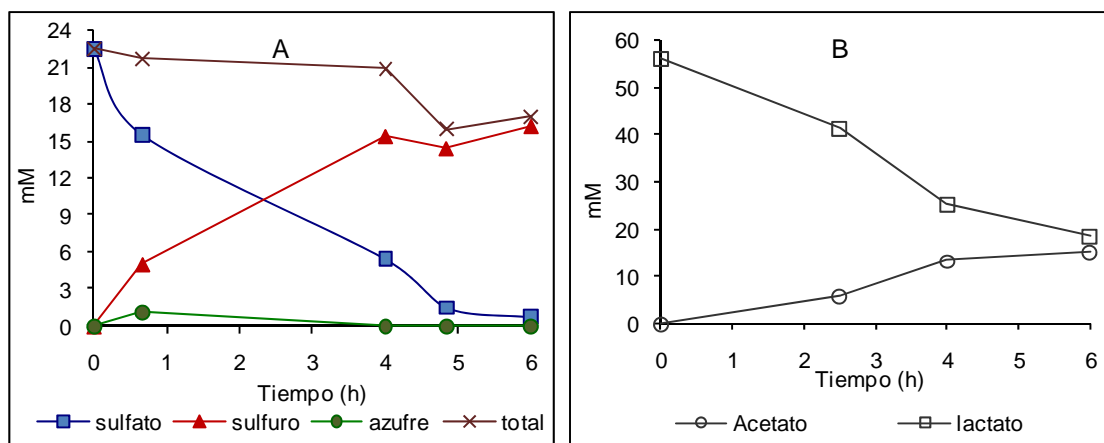 A
24
21
18
15
12
9
6
3
0
mM
0 1 2 3 4 5 6
Tiempo (h)
sulfato sulfuro azufre total
B
60
50
40
30
20
10
0
mM
0 1 2 3 4 5 6
Tiempo (h)
Acetato lactato